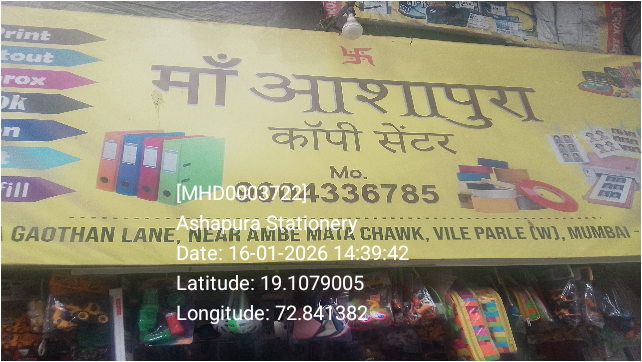 Print
tout
rox
Ok
n
t
fill
माँ आशापुरा
कॉपी सेंटर
Mo.
4336785
[MHD0003722]
Ashapura Stationery
GAOTHAN LANE, NEAR AMBE MATA CHAWK, VILE PARLE (W), MUMBAI -
Date: 16-01-2026 14:39:42
Latitude: 19.1079005
Longitude: 72.841382